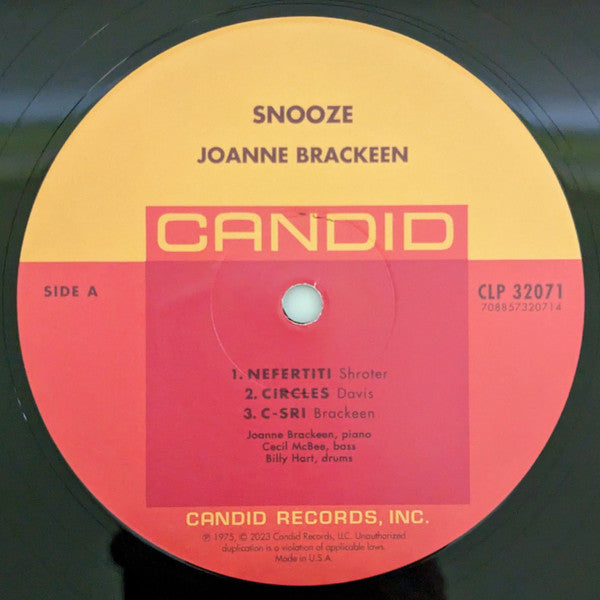 SNOOZE
JOANNE BRACKEEN
CANDID
SIDE A
CLP 32071
708857320714
1. NEFERTITI Shroter
2. CIRCLES Davis
3. C-SRI Brackeen
Joanne Brackeen, piano
Cecil McBee, bass
Billy Hart, drums
CANDID RECORDS, INC.
℗ 1975, © 2023 Candid Records, LLC. Unauthorized
duplication is a violation of applicable laws.
Made in U.S.A.